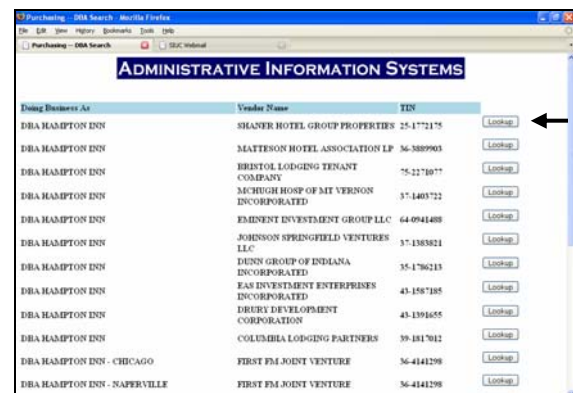 Purchasing -- DBA Search - Mozilla Firefox
File Edit View History Bookmarks Tools Help
Purchasing -- DBA Search SIUC Webmail
ADMINISTRATIVE INFORMATION SYSTEMS
Doing Business As Vendor Name TIN
DBA HAMPTON INN SHANER HOTEL GROUP PROPERTIES 25-1772175 Lookup
DBA HAMPTON INN MATTESON HOTEL ASSOCIATION LP 36-3889903 Lookup
DBA HAMPTON INN BRISTOL LODGING TENANT
COMPANY 75-2271077 Lookup
DBA HAMPTON INN MCHUGH HOSP OF MT VERNON
INCORPORATED 37-1403722 Lookup
DBA HAMPTON INN EMINENT INVESTMENT GROUP LLC 64-0941488 Lookup
DBA HAMPTON INN JOHNSON SPRINGFIELD VENTURES
LLC 37-1383821 Lookup
DBA HAMPTON INN DUNN GROUP OF INDIANA
INCORPORATED 35-1786213 Lookup
DBA HAMPTON INN EAS INVESTMENT ENTERPRISES
INCORPORATED 43-1587185 Lookup
DBA HAMPTON INN DRURY DEVELOPMENT
CORPORATION 43-1391655 Lookup
DBA HAMPTON INN COLUMBIA LODGING PARTNERS 39-1817012 Lookup
DBA HAMPTON INN - CHICAGO FIRST FM JOINT VENTURE 36-4141298 Lookup
DBA HAMPTON INN - NAPERVILLE FIRST FM JOINT VENTURE 36-4141298 Lookup